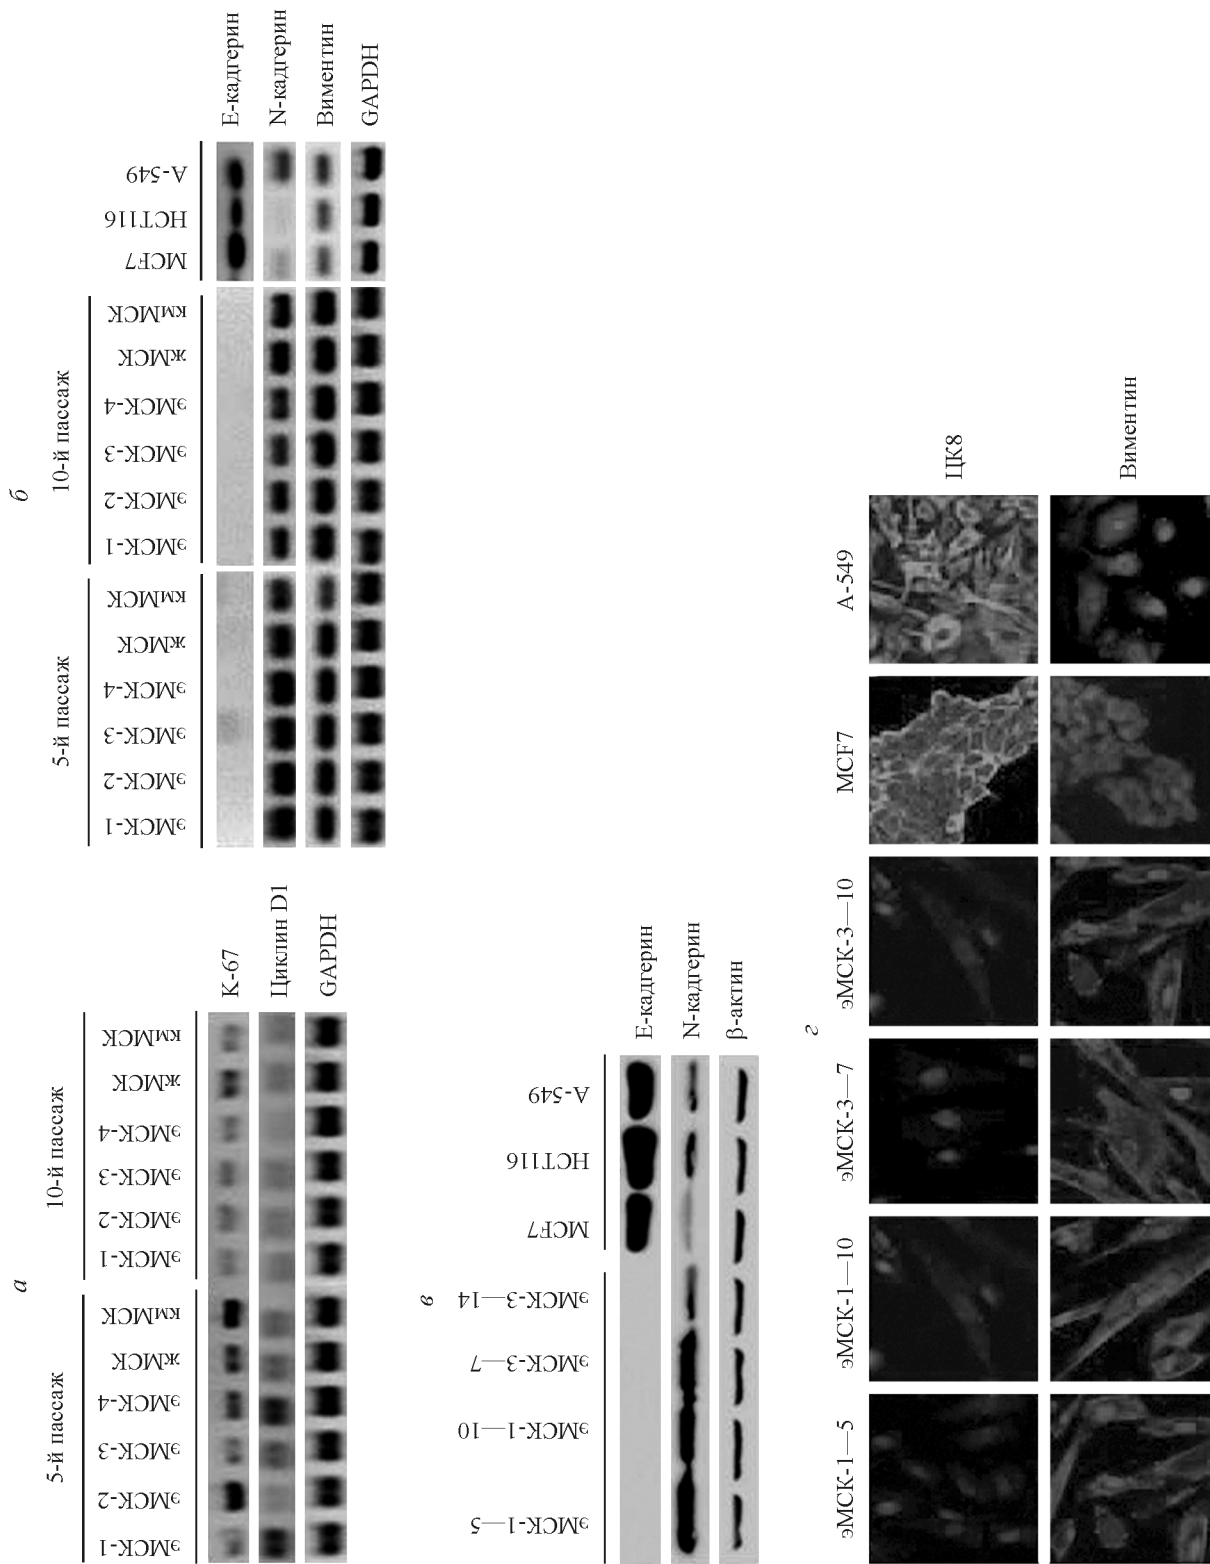 а
5-й пассаж
10-й пассаж
эМСК-1
эМСК-2
эМСК-3
эМСК-4
жМСК
кмМСК
эМСК-1
эМСК-2
эМСК-3
эМСК-4
жМСК
кмМСК
К-67
Циклин D1
GAPDH
б
5-й пассаж
10-й пассаж
эМСК-1
эМСК-2
эМСК-3
эМСК-4
жМСК
кмМСК
эМСК-1
эМСК-2
эМСК-3
эМСК-4
жМСК
кмМСК
MCF7
HCT116
A-549
Е-кадгерин
N-кадгерин
Виментин
GAPDH
в
эМСК-1—5
эМСК-1—10
эМСК-3—7
эМСК-3—14
MCF7
HCT116
A-549
Е-кадгерин
N-кадгерин
β-актин
г
эМСК-1—5
эМСК-1—10
эМСК-3—7
эМСК-3—10
MCF7
A-549
ЦК8
Виментин